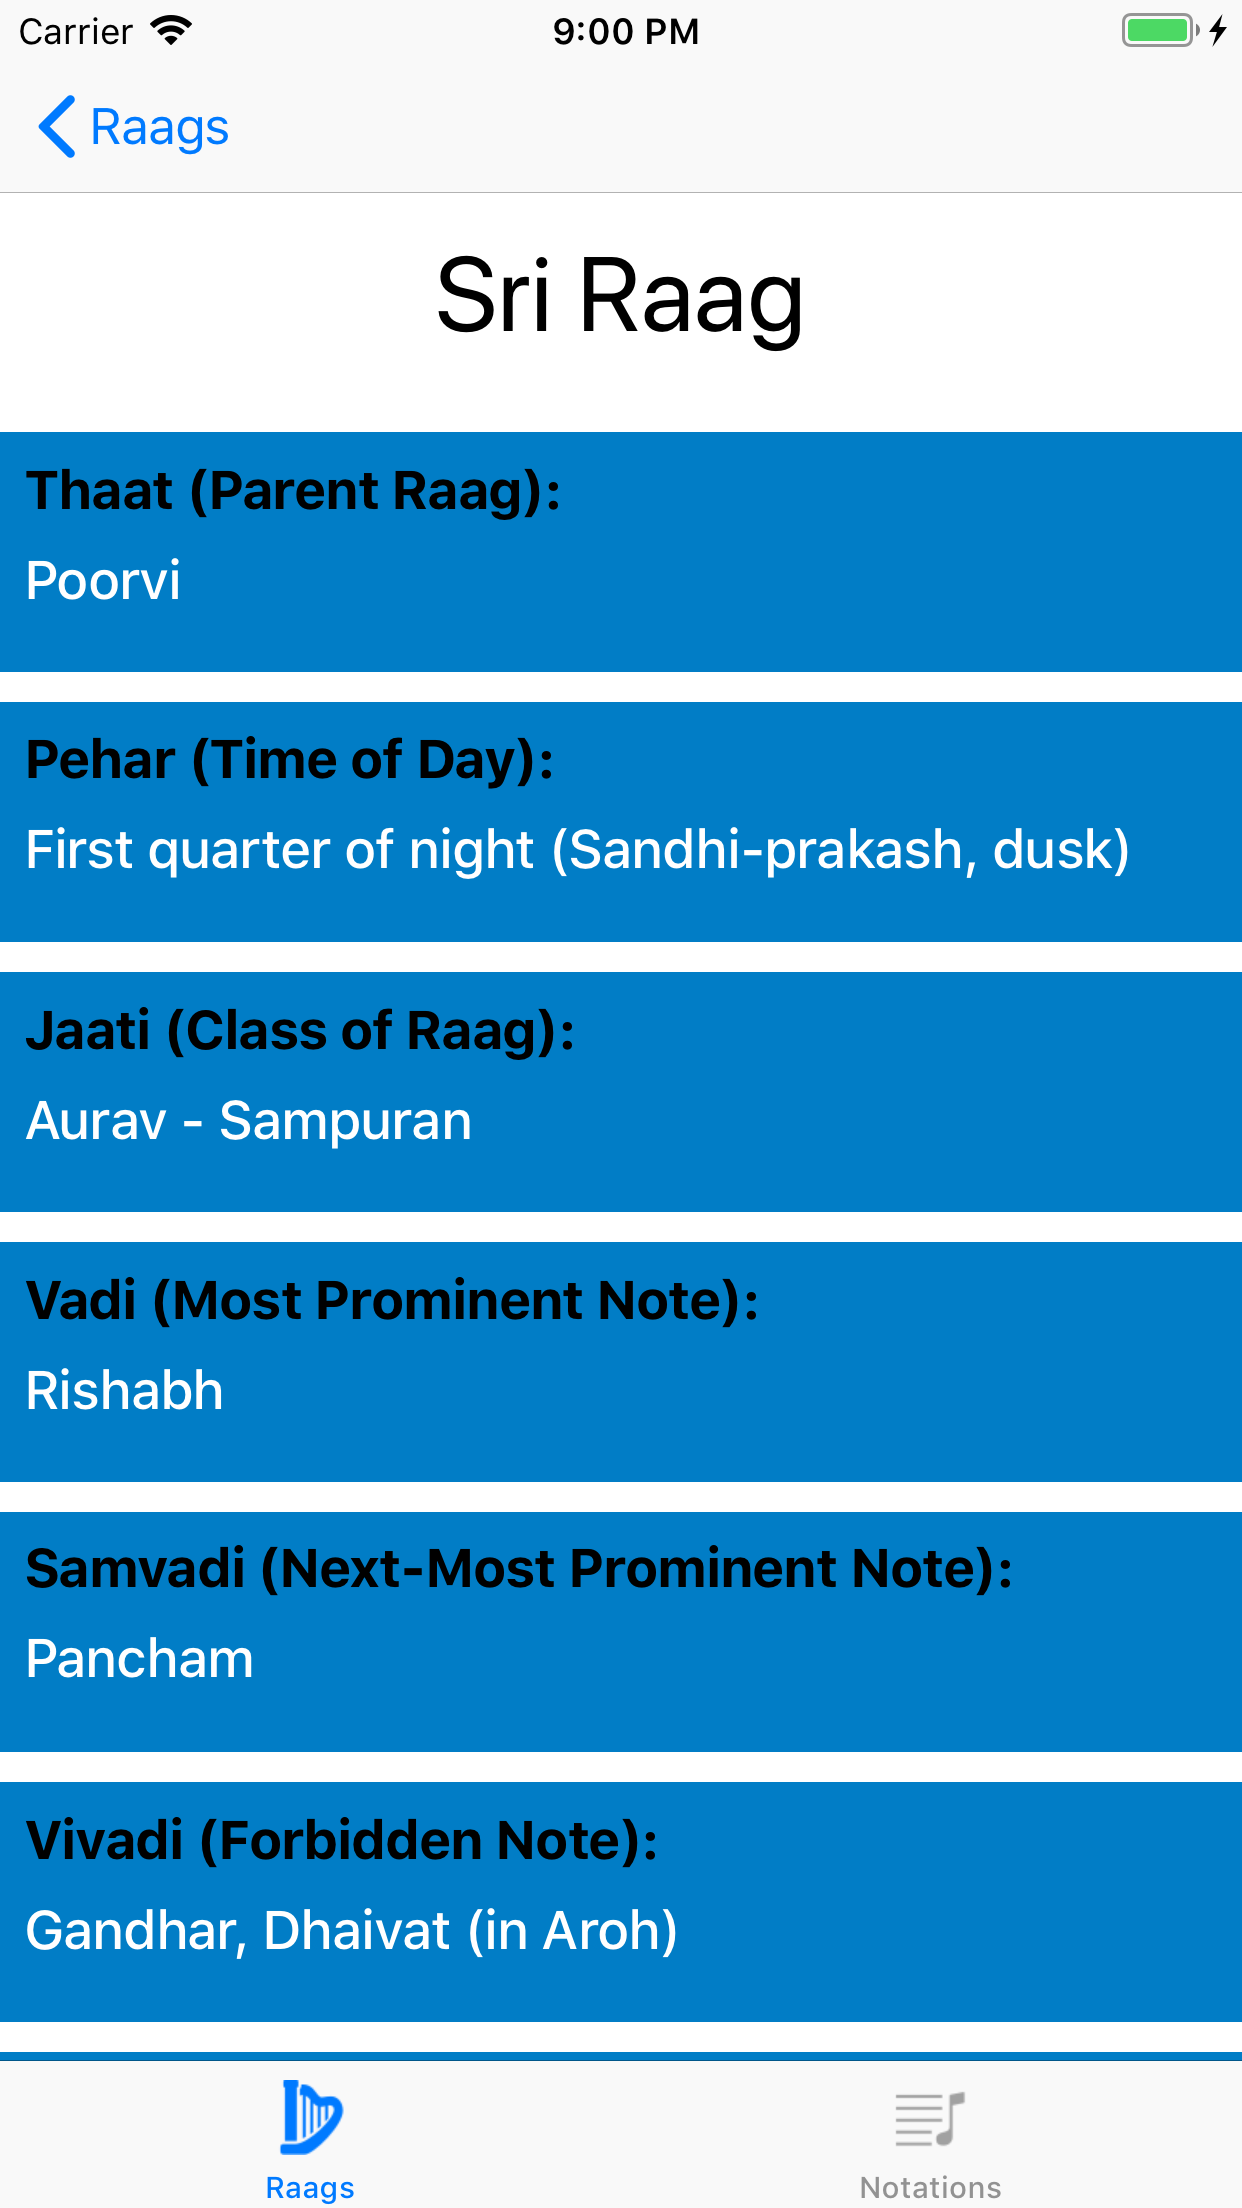 Carrier 9:00 PM
Raags
Sri Raag
Thaat (Parent Raag):
Poorvi
Pehar (Time of Day):
First quarter of night (Sandhi-prakash, dusk)
Jaati (Class of Raag):
Aurav - Sampuran
Vadi (Most Prominent Note):
Rishabh
Samvadi (Next-Most Prominent Note):
Pancham
Vivadi (Forbidden Note):
Gandhar, Dhaivat (in Aroh)
Raags Notations